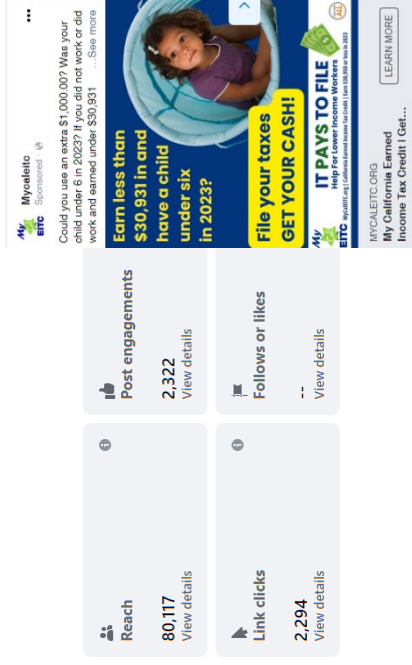 Mycaleitc
Sponsored
Could you use an extra $1,000.00? Was your
child under 6 in 2023? If you did not work or did
work and earned under $30,931 ...See more
Earn less than
$30,931 in and
have a child
under six
in 2023?
File your taxes
GET YOUR CASH!
My
EITC
IT PAYS TO FILE
Help For Lower Income Workers
MYCALEITC.ORG
My California Earned
Income Tax Credit | Get...
LEARN MORE
Reach
80,117
View details
Post engagements
2,322
View details
Link clicks
2,294
View details
Follows or likes
--
View details